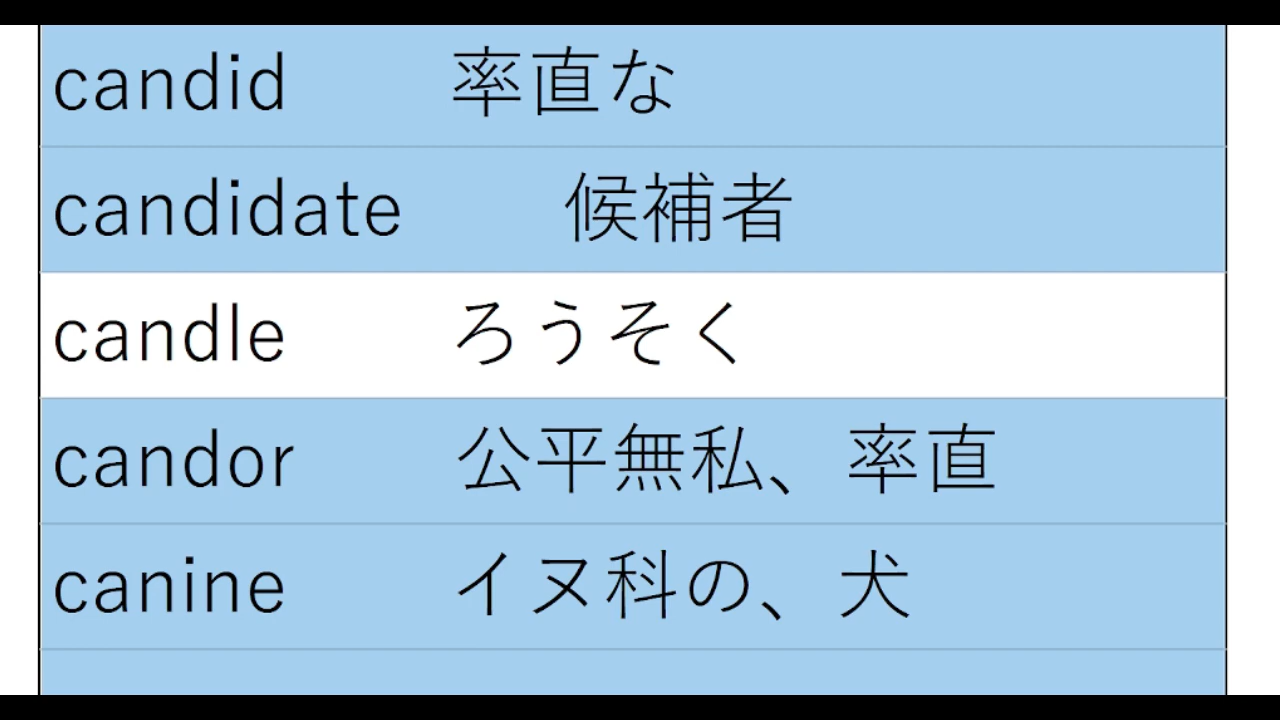 candid 率直な
candidate 候補者
candle ろうそく
candor 公平無私、率直
canine イヌ科の、犬